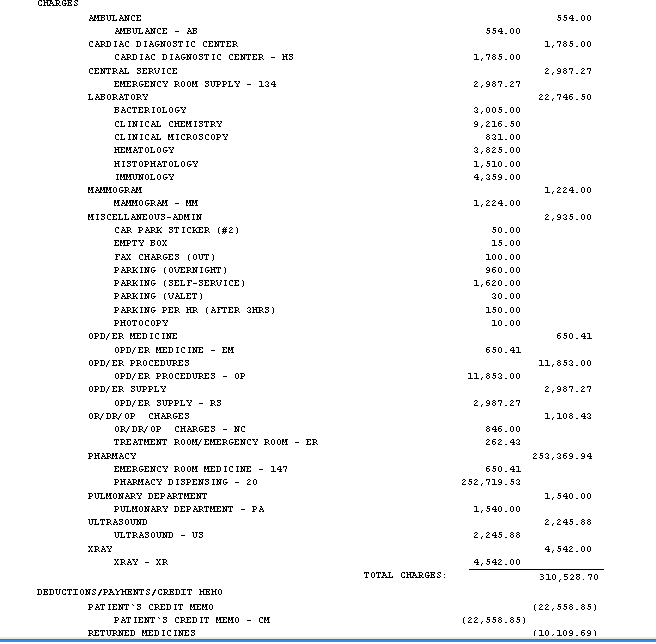 CHARGES
AMBULANCE 554.00
AMBULANCE - AB 554.00
CARDIAC DIAGNOSTIC CENTER 1,785.00
CARDIAC DIAGNOSTIC CENTER - HS 1,785.00
CENTRAL SERVICE 2,987.27
EMERGENCY ROOM SUPPLY - 134 2,987.27
LABORATORY 22,746.50
BACTERIOLOGY 3,005.00
CLINICAL CHEMISTRY 9,216.50
CLINICAL MICROSCOPY 831.00
HEMATOLOGY 3,825.00
HISTOPHATOLOGY 1,510.00
IMMUNOLOGY 4,359.00
MAMMOGRAM 1,224.00
MAMMOGRAM - MM 1,224.00
MISCELLANEOUS-ADMIN 2,935.00
CAR PARK STICKER (#2) 50.00
EMPTY BOX 15.00
FAX CHARGES (OUT) 100.00
PARKING (OVERNIGHT) 960.00
PARKING (SELF-SERVICE) 1,620.00
PARKING (VALET) 30.00
PARKING PER HR (AFTER 3HRS) 150.00
PHOTOCOPY 10.00
OPD/ER MEDICINE 650.41
OPD/ER MEDICINE - EM 650.41
OPD/ER PROCEDURES 11,853.00
OPD/ER PROCEDURES - OP 11,853.00
OPD/ER SUPPLY 2,987.27
OPD/ER SUPPLY - RS 2,987.27
OR/DR/OP CHARGES 1,108.43
OR/DR/OP CHARGES - NC 846.00
TREATMENT ROOM/EMERGENCY ROOM - ER 262.43
PHARMACY 253,369.94
EMERGENCY ROOM MEDICINE - 147 650.41
PHARMACY DISPENSING - 20 252,719.53
PULMONARY DEPARTMENT 1,540.00
PULMONARY DEPARTMENT - PA 1,540.00
ULTRASOUND 2,245.88
ULTRASOUND - US 2,245.88
XRAY 4,542.00
XRAY - XR 4,542.00
TOTAL CHARGES: 310,528.70
DEDUCTIONS/PAYMENTS/CREDIT MEMO
PATIENT`S CREDIT MEMO (22,558.85)
PATIENT`S CREDIT MEMO - CM (22,558.85)
RETURNED MEDICINES (10,109.69)